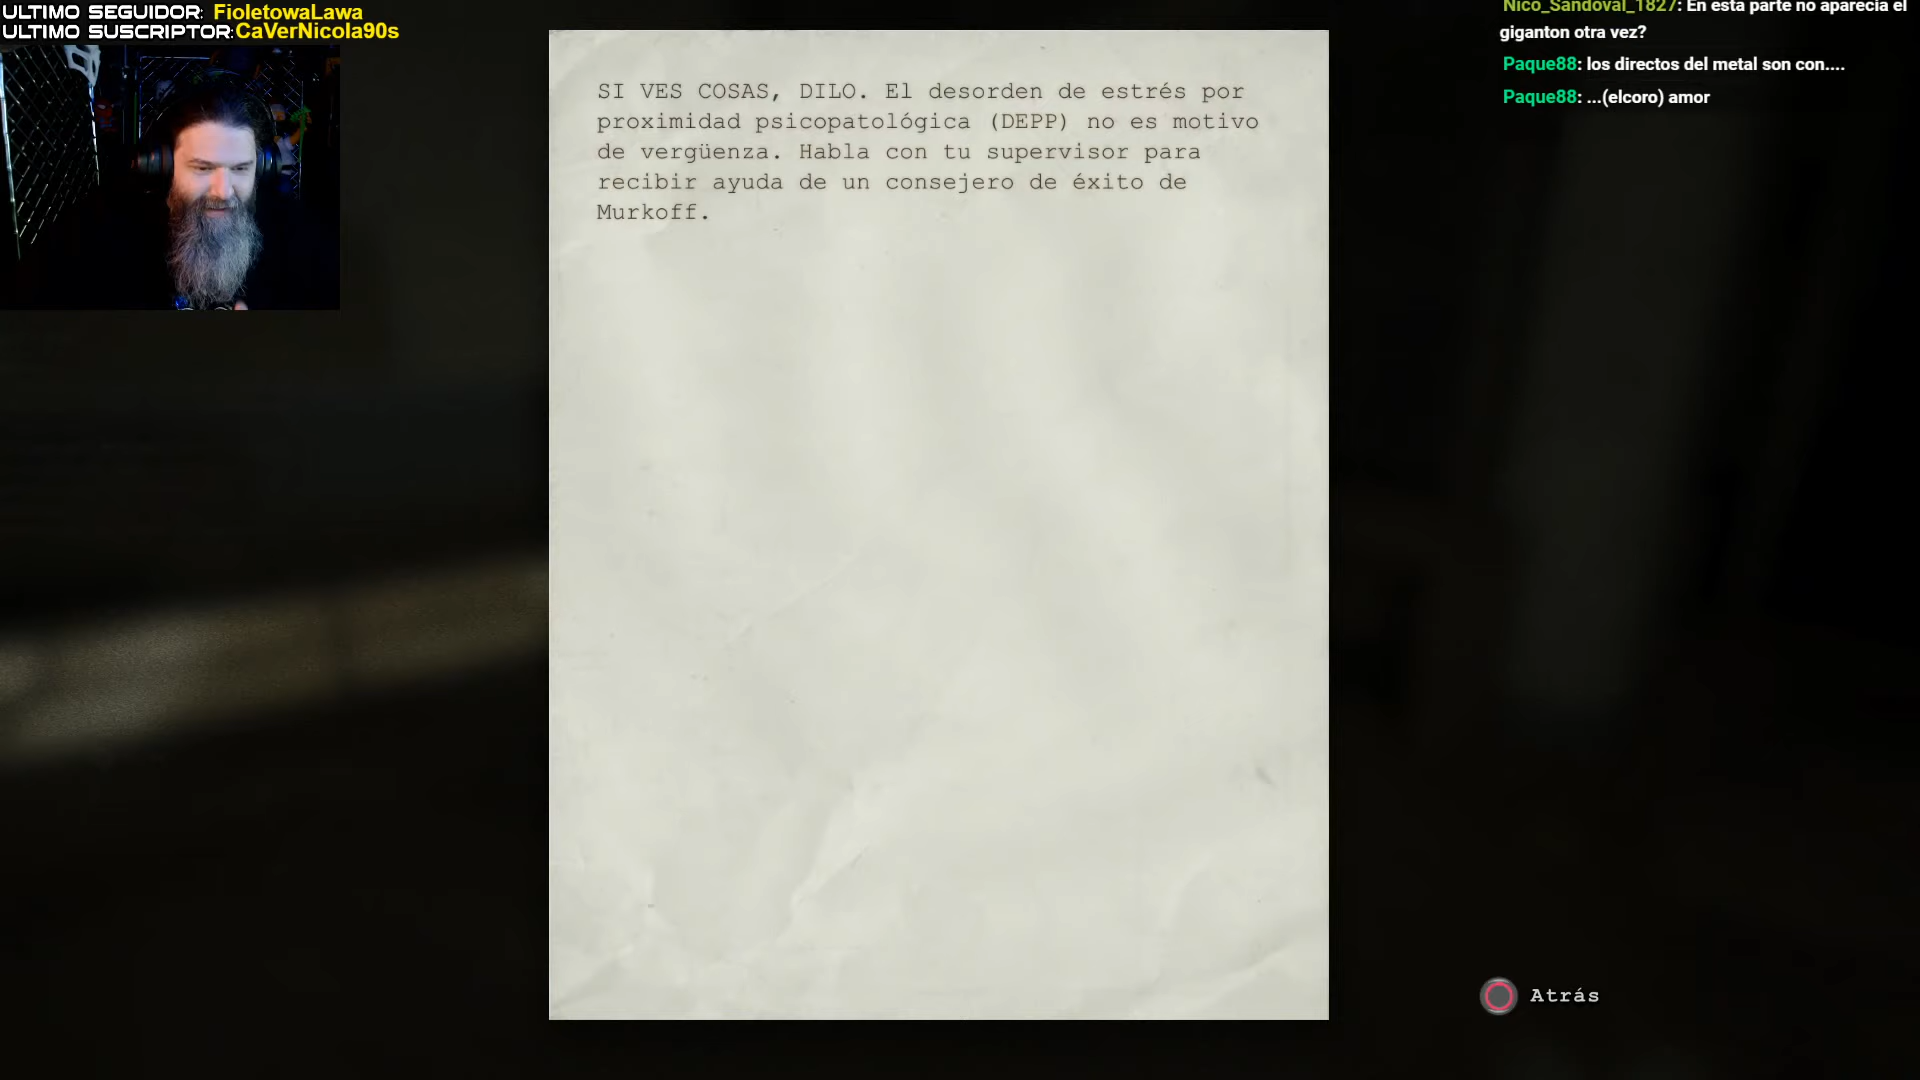 ULTIMO SEGUIDOR: FioletowaLawa
ULTIMO SUSCRIPTOR:CaVerNicola90s
SI VES COSAS, DILO. El desorden de estrés por
proximidad psicopatológica (DEPP) no es motivo
de vergüenza. Habla con tu supervisor para
recibir ayuda de un consejero de éxito de
Murkoff.
Nico_Sandoval_1827: En esta parte no aparecia el
giganton otra vez?
Paque88: los directos del metal son con....
Paque88: ...(elcoro) amor
Atrás